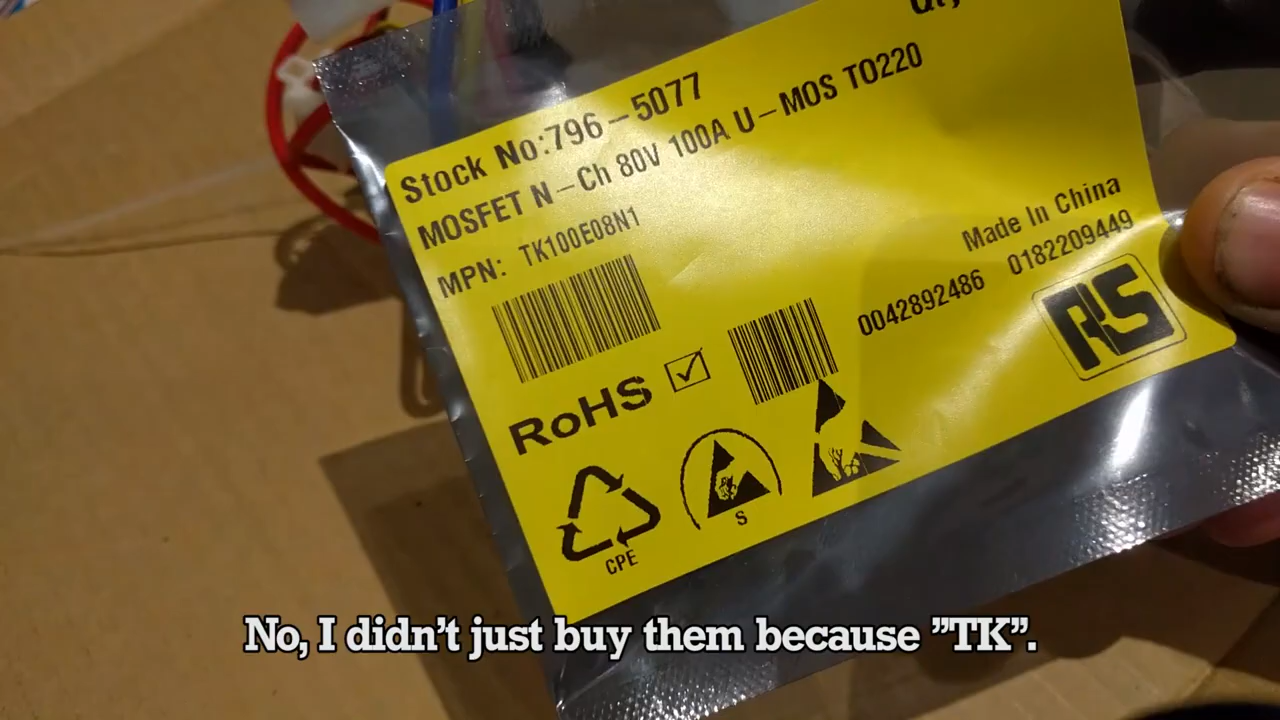 Stock No:796-5077
MOSFET N-Ch 80V 100A U-MOS TO220
MPN: TK100E08N1
Made In China
0042892486 0182209449
RoHS
RS
CPE
S
No, I didn't just buy them because "TK".